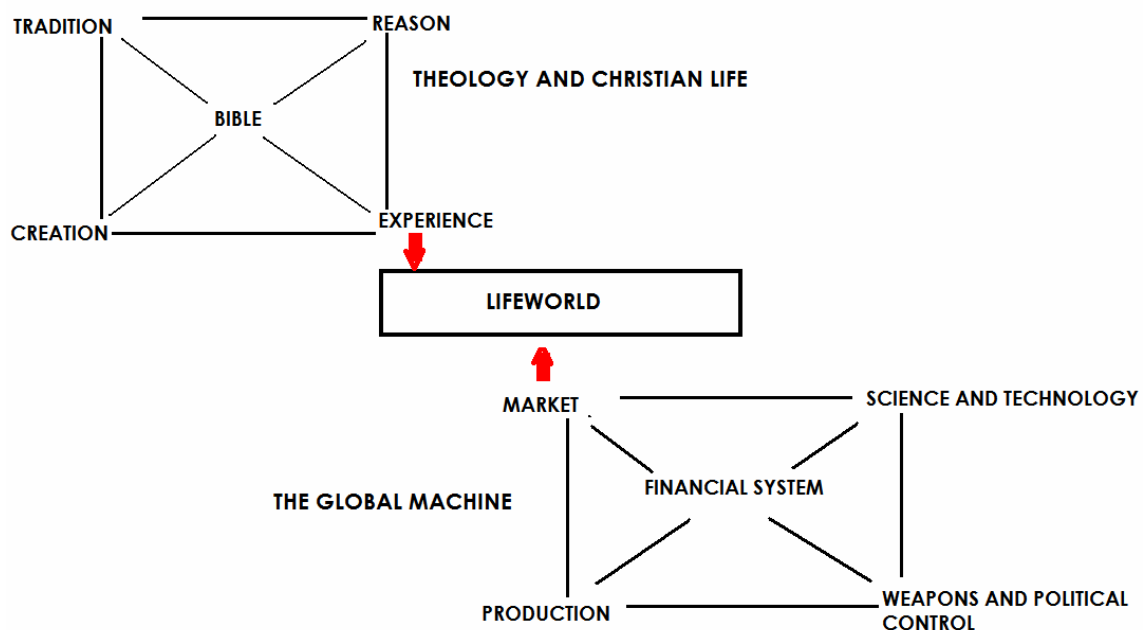 TRADITION
REASON
THEOLOGY AND CHRISTIAN LIFE
BIBLE
CREATION
EXPERIENCE
LIFEWORLD
MARKET
SCIENCE AND TECHNOLOGY
THE GLOBAL MACHINE
FINANCIAL SYSTEM
PRODUCTION
WEAPONS AND POLITICAL
CONTROL